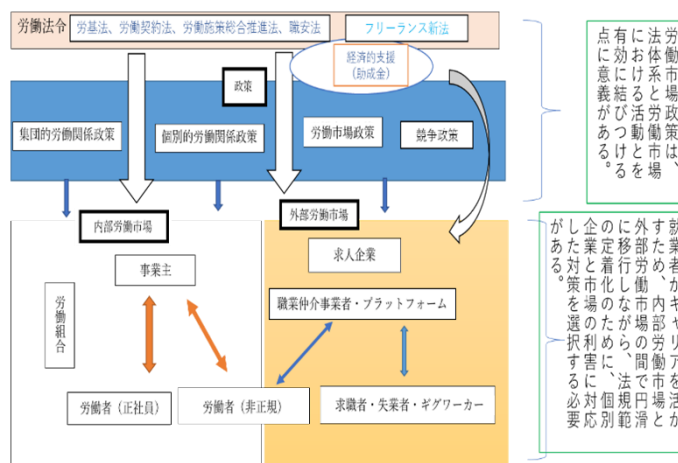 労働法令
労基法、労働契約法、労働施策総合推進法、職安法
フリーランス新法
経済的支援
(助成金)
政策
集団的労働関係政策
個別的労働関係政策
労働市場政策
競争政策
内部労働市場
外部労働市場
事業主
求人企業
労働組合
職業仲介事業者・プラットフォーム
労働者（正社員）
労働者（非正規）
求職者・失業者・ギグワーカー
労働市場政策は、
法体系と労働市場
における活動とを
有効に結びつける
点に意義がある。
就業者がキャリアを活か
すため、内部労働市場と
外部労働市場の間で円滑
に移行しながら、法規範
の定着化のために、個別
企業と市場の利害に対応
した対策を選択する必要
がある。